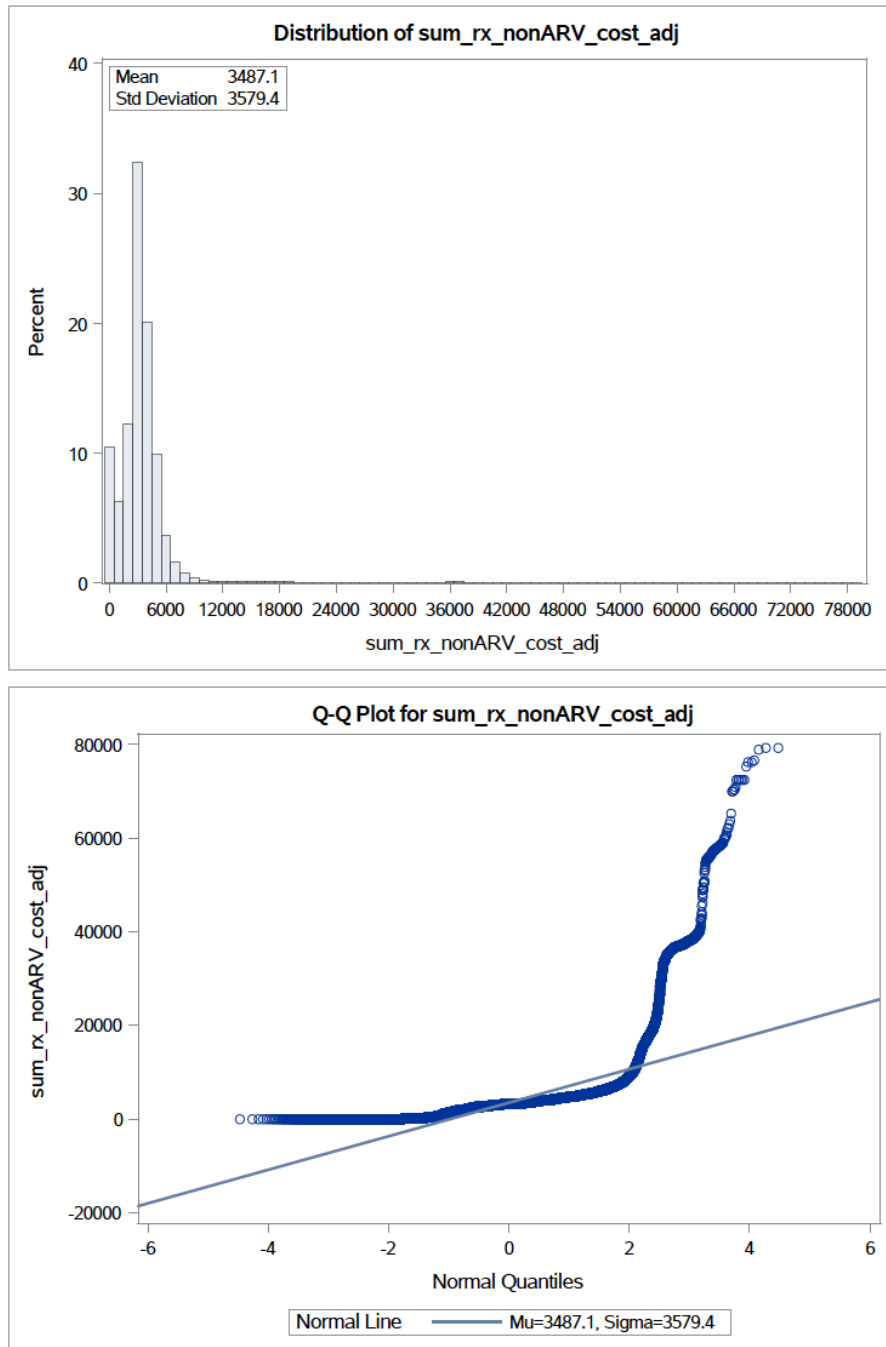 Distribution of sum_rx_nonARV_cost_adj
Mean 3487.1
Std Deviation 3579.4
40
30
20
10
0
Percent
0 6000 12000 18000 24000 30000 36000 42000 48000 54000 60000 66000 72000 78000
sum_rx_nonARV_cost_adj
Q-Q Plot for sum_rx_nonARV_cost_adj
80000
60000
40000
20000
0
-20000
sum_rx_nonARV_cost_adj
-6 -4 -2 0 2 4 6
Normal Quantiles
Normal Line Mu=3487.1, Sigma=3579.4